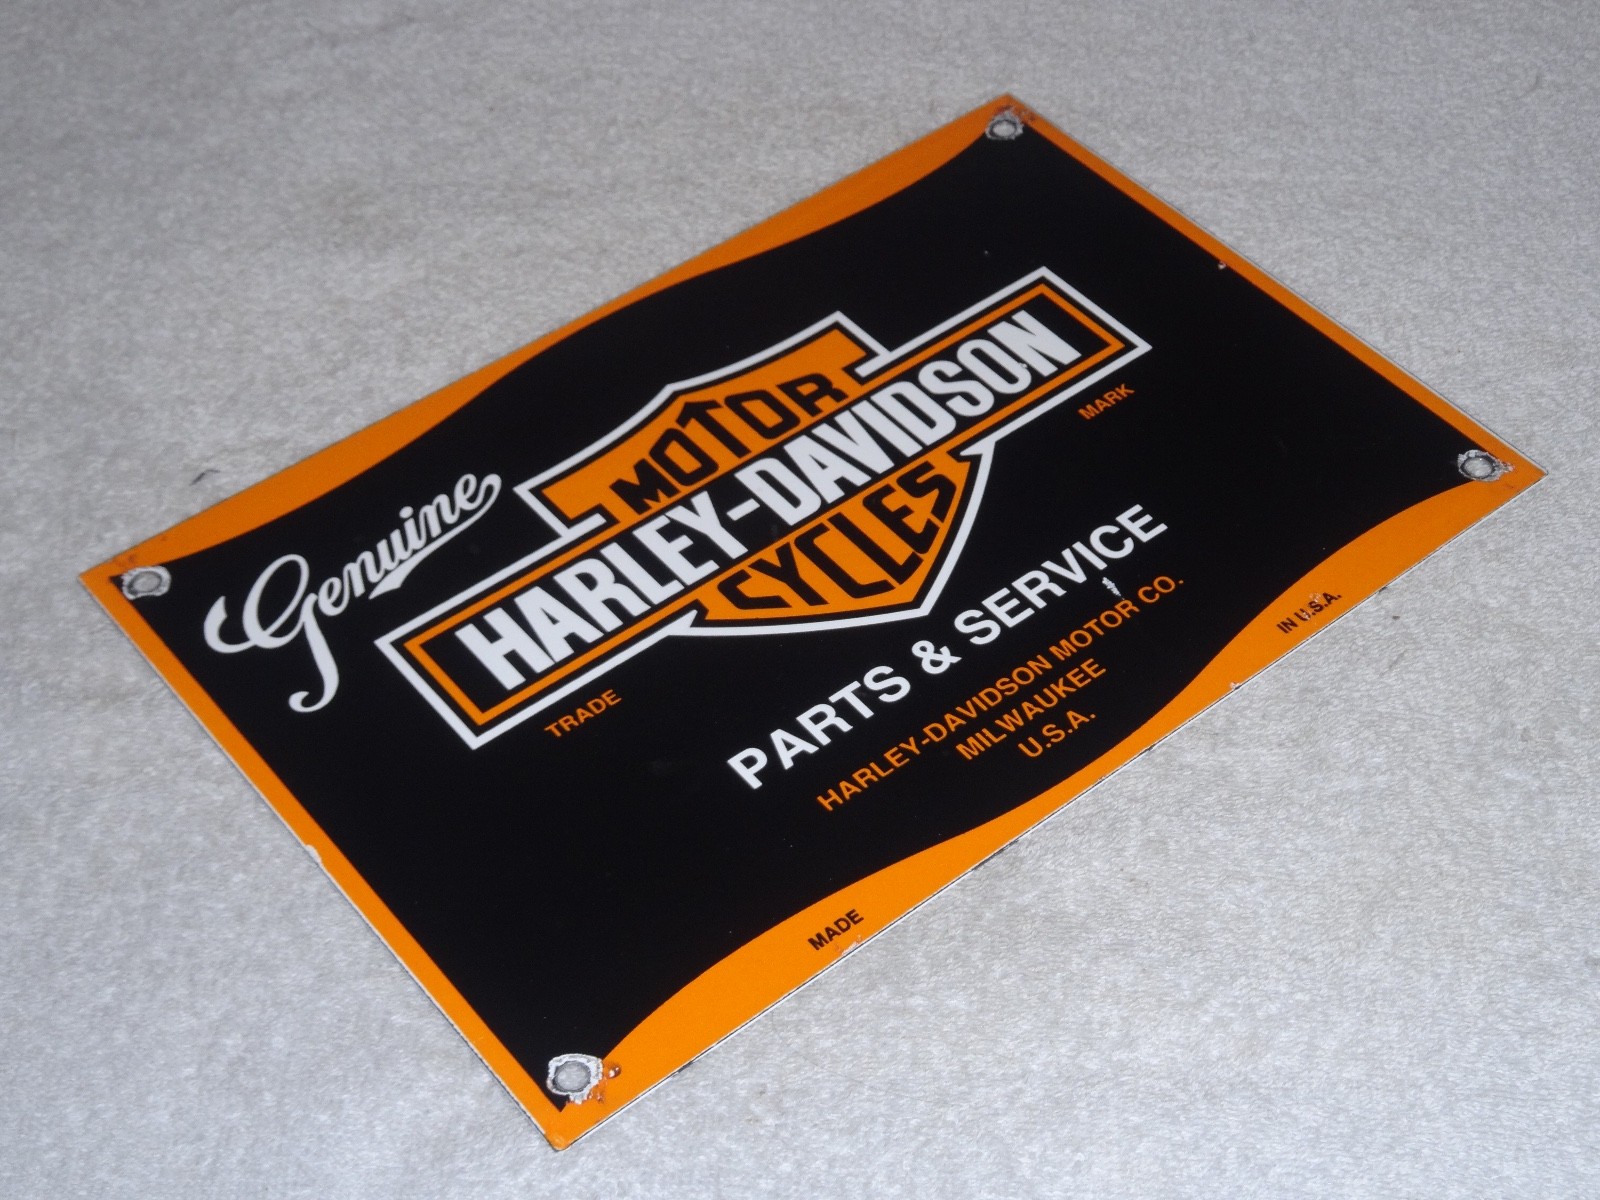 Genuine
MOTOR
HARLEY-DAVIDSON
CYCLES
TRADE MARK
PARTS & SERVICE
HARLEY-DAVIDSON MOTOR CO.
MILWAUKEE
U.S.A.
MADE IN U.S.A.